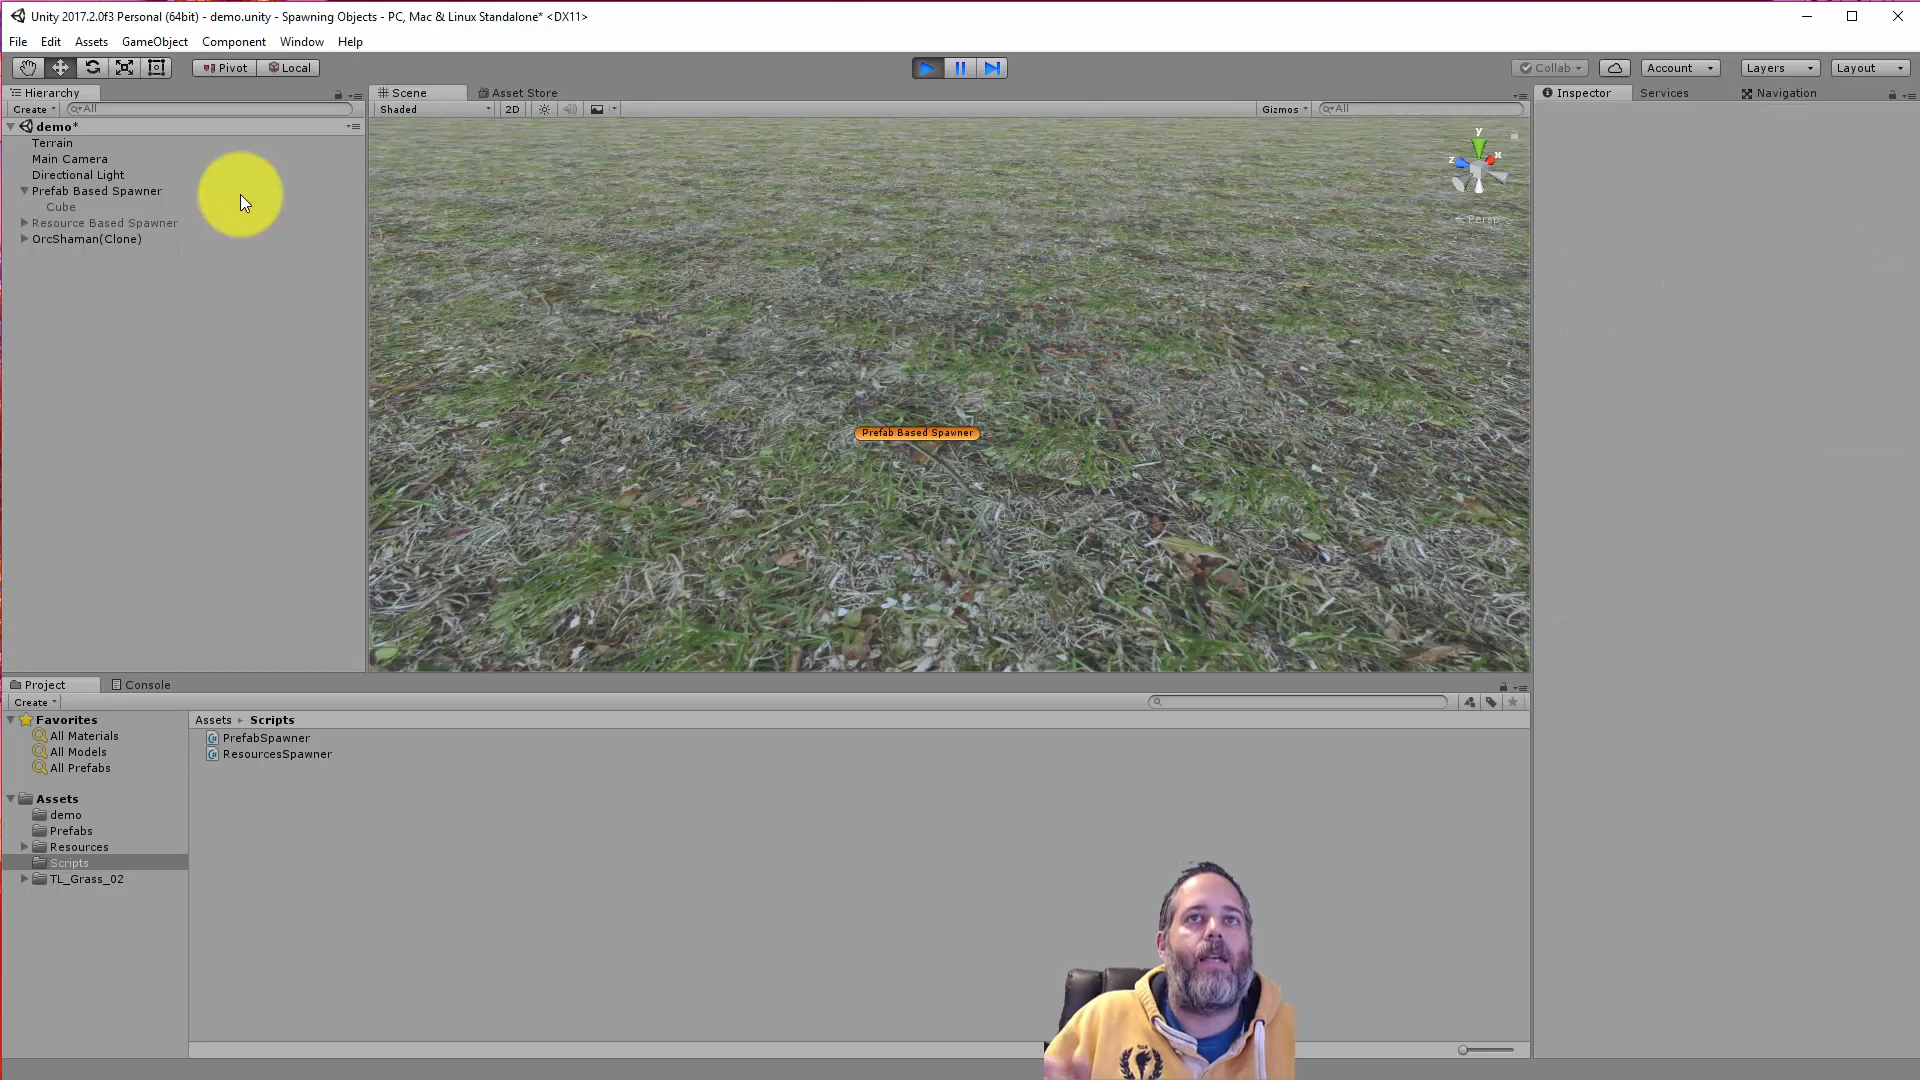 Unity 2017.2.0f3 Personal (64bit) - demo.unity - Spawning Objects - PC, Mac & Linux Standalone* <DX11>
File Edit Assets GameObject Component Window Help
Pivot Local Collab Account Layers Layout
Hierarchy Scene Asset Store Inspector Services Navigation
Create All Shaded 2D Gizmos All
demo*
Terrain
Main Camera
Directional Light
Prefab Based Spawner
Cube
Resource Based Spawner
OrcShaman(Clone)
y
x
z
Persp
Prefab Based Spawner
Project Console
Create
Favorites
All Materials
All Models
All Prefabs
Assets
demo
Prefabs
Resources
Scripts
TL_Grass_02
Assets Scripts
PrefabSpawner
ResourcesSpawner